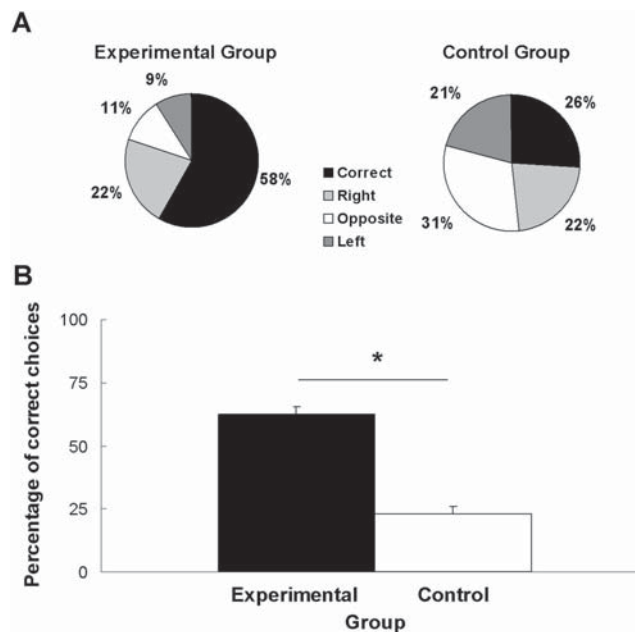 A
Experimental Group
Control Group
9%
11%
22%
58%
21%
26%
31%
22%
Correct
Right
Opposite
Left
B
Percentage of correct choices
100
75
50
25
0
*
Experimental
Control
Group